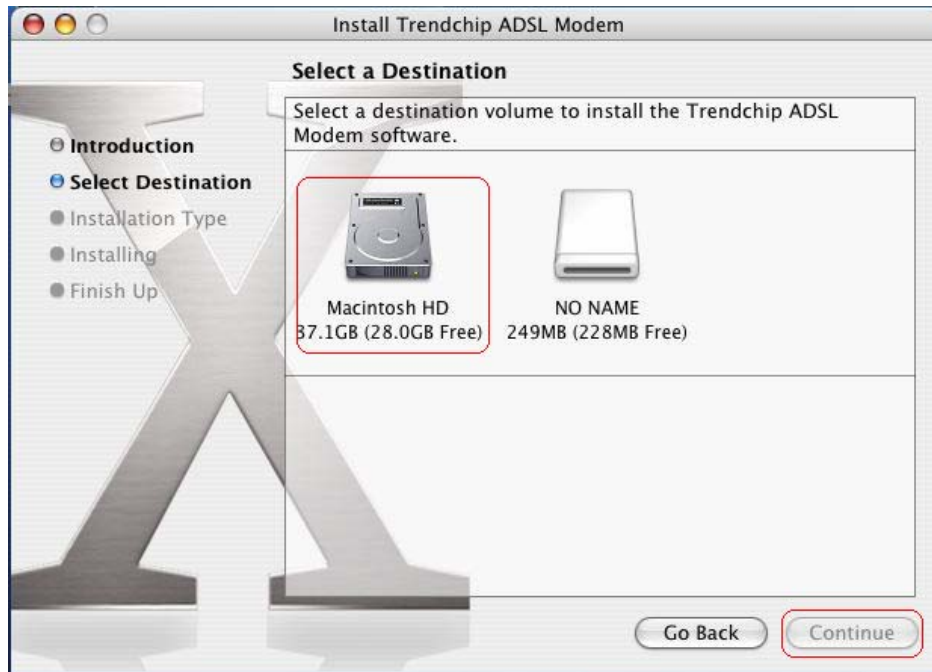 Install Trendchip ADSL Modem
Select a Destination
Select a destination volume to install the Trendchip ADSL
Modem software.
Introduction
Select Destination
Installation Type
Installing
Finish Up
Macintosh HD
37.1GB (28.0GB Free)
NO NAME
249MB (228MB Free)
Go Back
Continue